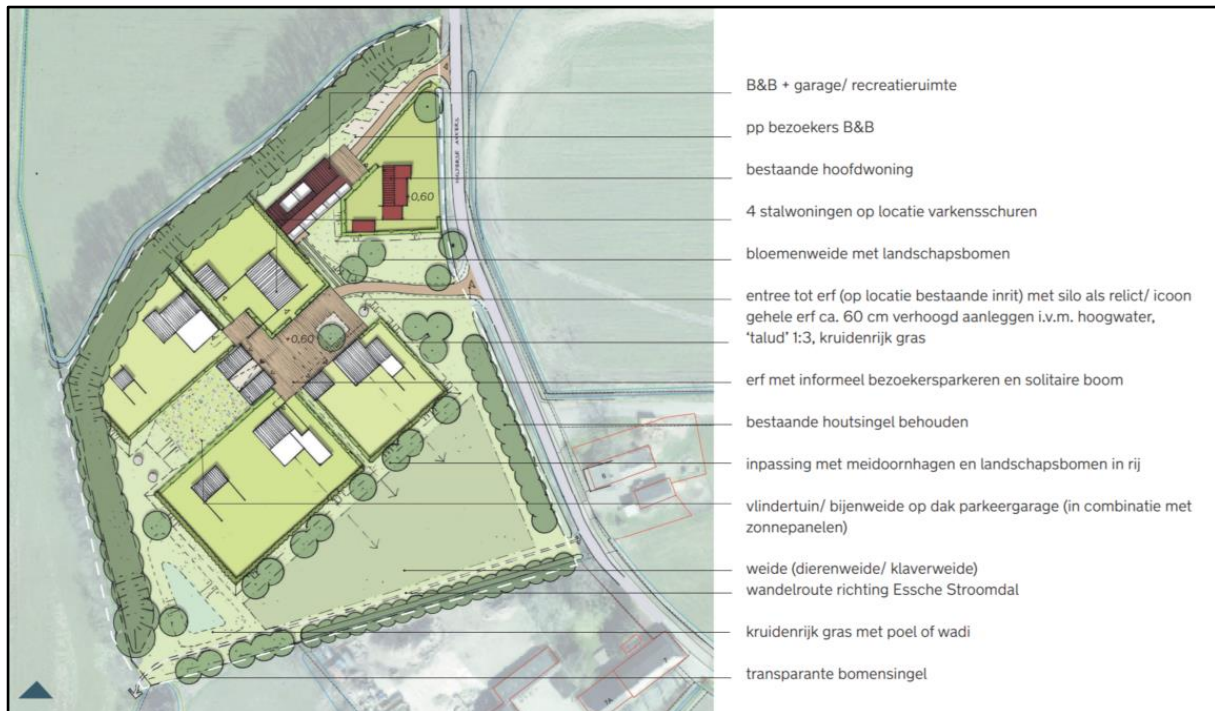 B&B + garage/ recreatieruimte
pp bezoekers B&B
bestaande hoofdwoning
4 stalwoningen op locatie varkensschuren
bloemenweide met landschapsbomen
entree tot erf (op locatie bestaande inrit) met silo als relict/ icoon
gehele erf ca. 60 cm verhoogd aanleggen i.v.m. hoogwater,
‘talud’ 1:3, kruidenrijk gras
erf met informeel bezoekersparkeren en solitaire boom
bestaande houtsingel behouden
inpassing met meidoornhagen en landschapsbomen in rij
vlindertuin/ bijenweide op dak parkeergarage (in combinatie met
zonnepanelen)
weide (dierenweide/ klaverweide)
wandelroute richting Essche Stroomdal
kruidenrijk gras met poel of wadi
transparante bomensingel
+0,60
+0,60